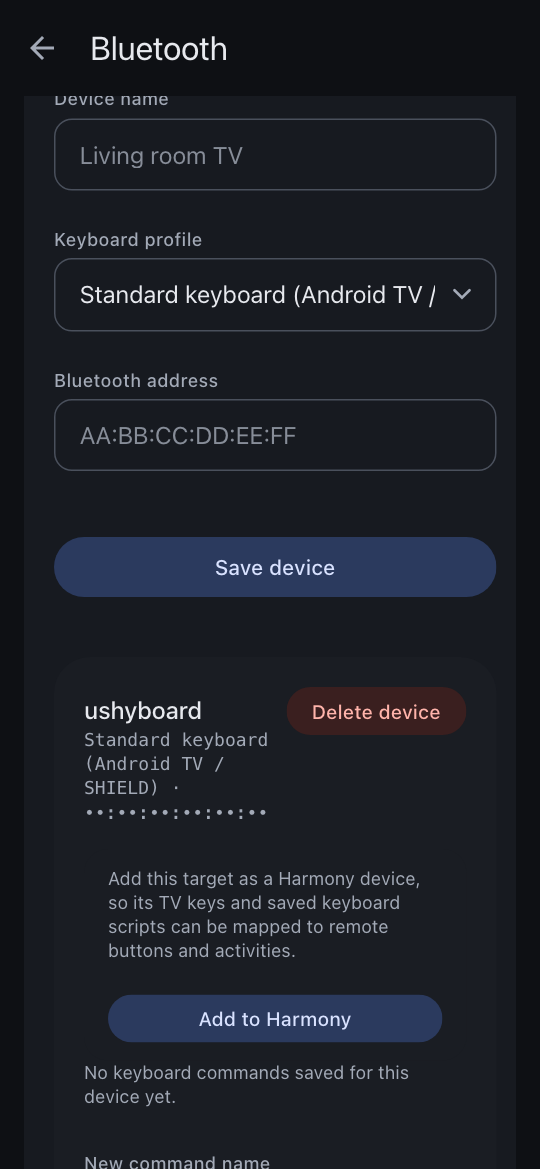 Bluetooth
Device name
Living room TV
Keyboard profile
Standard keyboard (Android TV /
Bluetooth address
AA:BB:CC:DD:EE:FF
Save device
ushyboard
Delete device
Standard keyboard
(Android TV /
SHIELD) ·
••:••:••:••:••:••
Add this target as a Harmony device,
so its TV keys and saved keyboard
scripts can be mapped to remote
buttons and activities.
Add to Harmony
No keyboard commands saved for this
device yet.
New command name